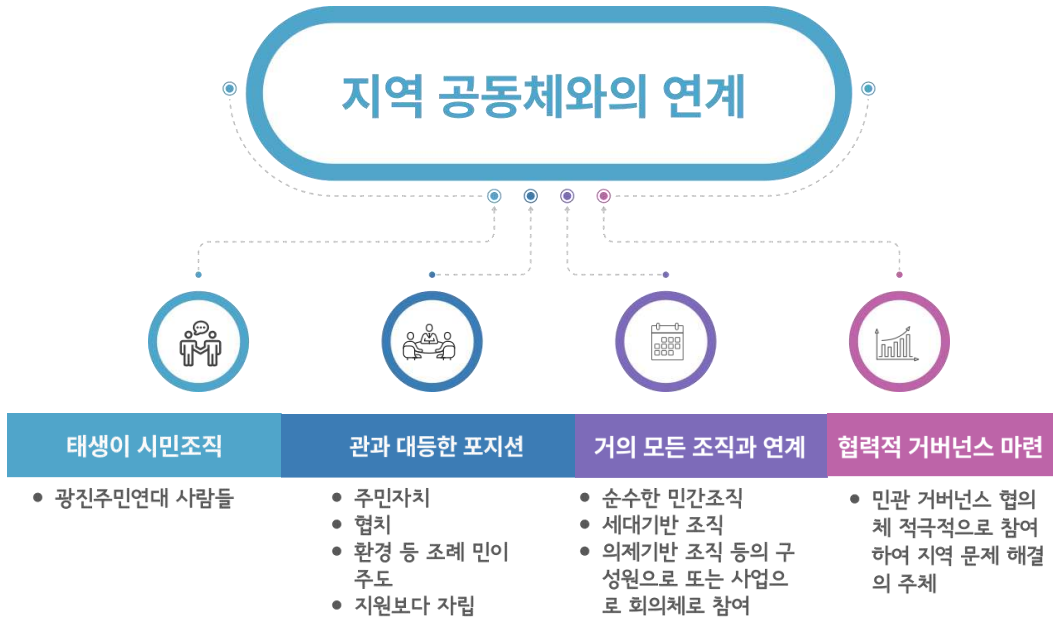 지역 공동체와의 연계
태생이 시민조직
• 광진주민연대 사람들
관과 대등한 포지션
• 주민자치
• 협치
• 환경 등 조례 민이
주도
• 지원보다 자립
거의 모든 조직과 연계
• 순수한 민간조직
• 세대기반 조직
• 의제기반 조직 등의 구
성원으로 또는 사업으
로 회의체로 참여
협력적 거버넌스 마련
• 민관 거버넌스 협의
체 적극적으로 참여
하여 지역 문제 해결
의 주체